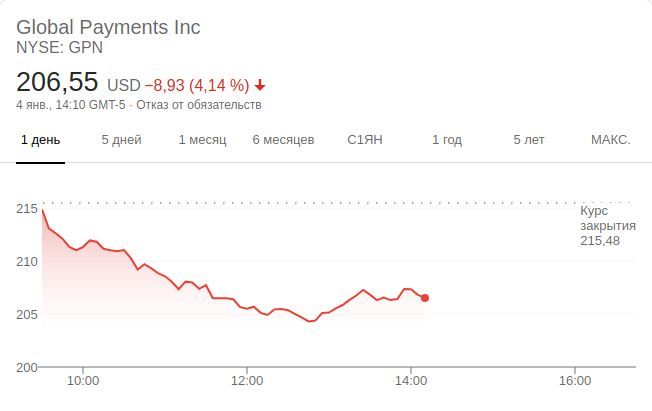 Global Payments Inc
NYSE: GPN
206,55 USD −8,93 (4,14 %)
4 янв., 14:10 GMT-5 · Отказ от обязательств
1 день 5 дней 1 месяц 6 месяцев С1ЯН 1 год 5 лет МАКС.
215
Курс
закрытия
215,48
210
205
200
10:00 12:00 14:00 16:00